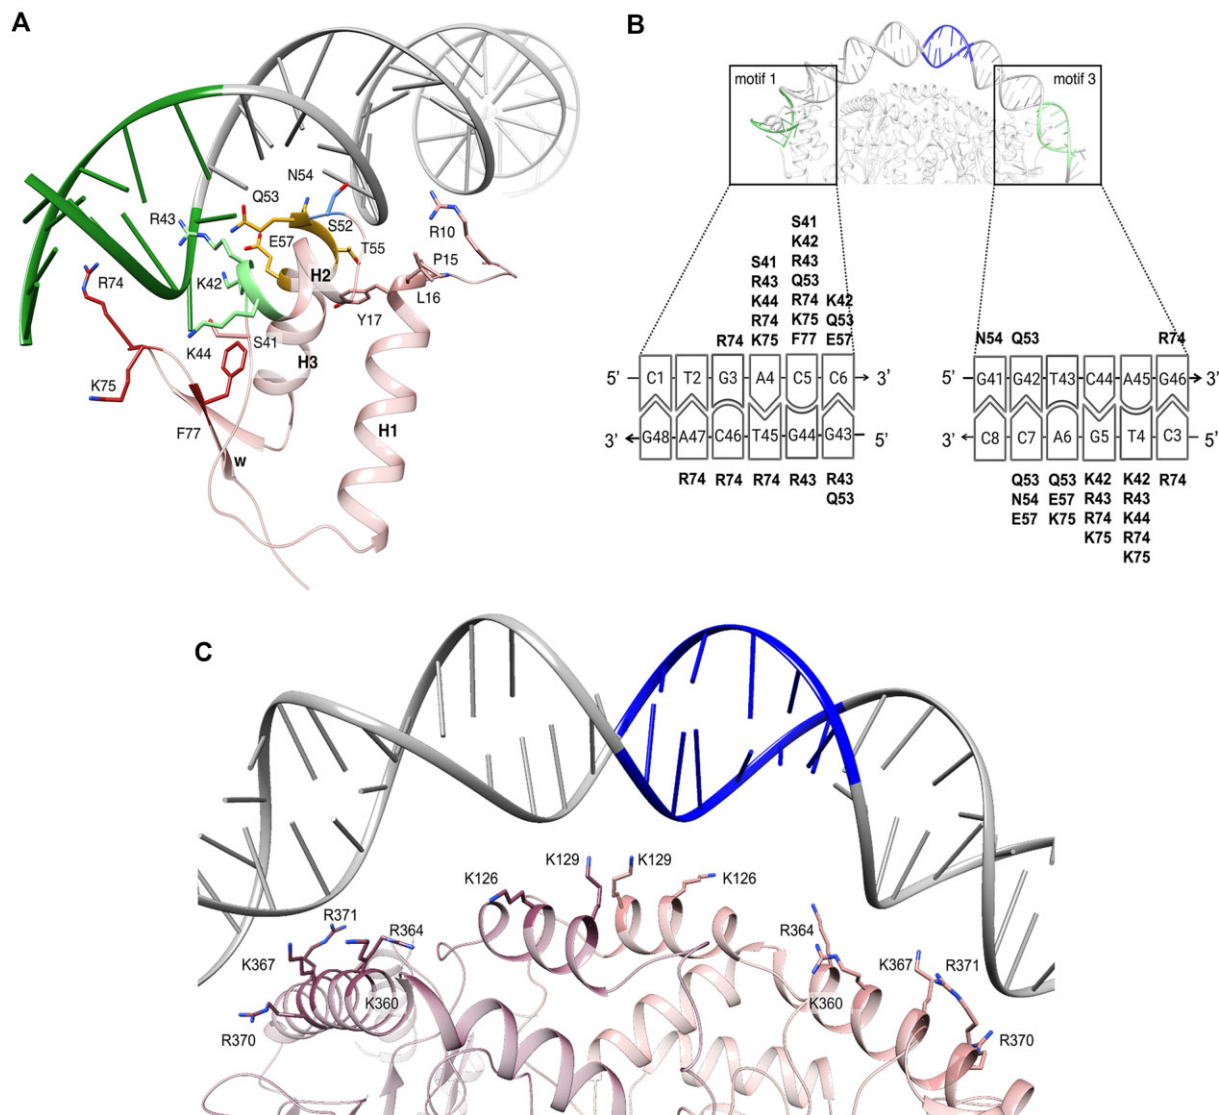 A
N54
Q53
R43
S52
E57
T55
R10
R74
K42
H2
P15
L16
Y17
K44
S41
H3
K75
F77
H1
W
B
motif 1
motif 3
S41
K42
S41 R43
R43 Q53
K44 R74 K42
R74 K75 Q53
R74 K75 F77 E57
N54 Q53 R74
5' C1 T2 G3 A4 C5 C6 3'
3' G48 A47 C46 T45 G44 G43 5'
R74 R74 R74 R43 R43
Q53
5' G41 G42 T43 C44 A45 G46 3'
3' C8 C7 A6 G5 T4 C3 5'
Q53 Q53 K42 K42 R74
N54 E57 R43 R43
E57 K75 R74 K44
K75 R74
K75
C
K129 K129
K126 K126
R371
R364 R364
K367 K367 R371
K360 K360
R370 R370